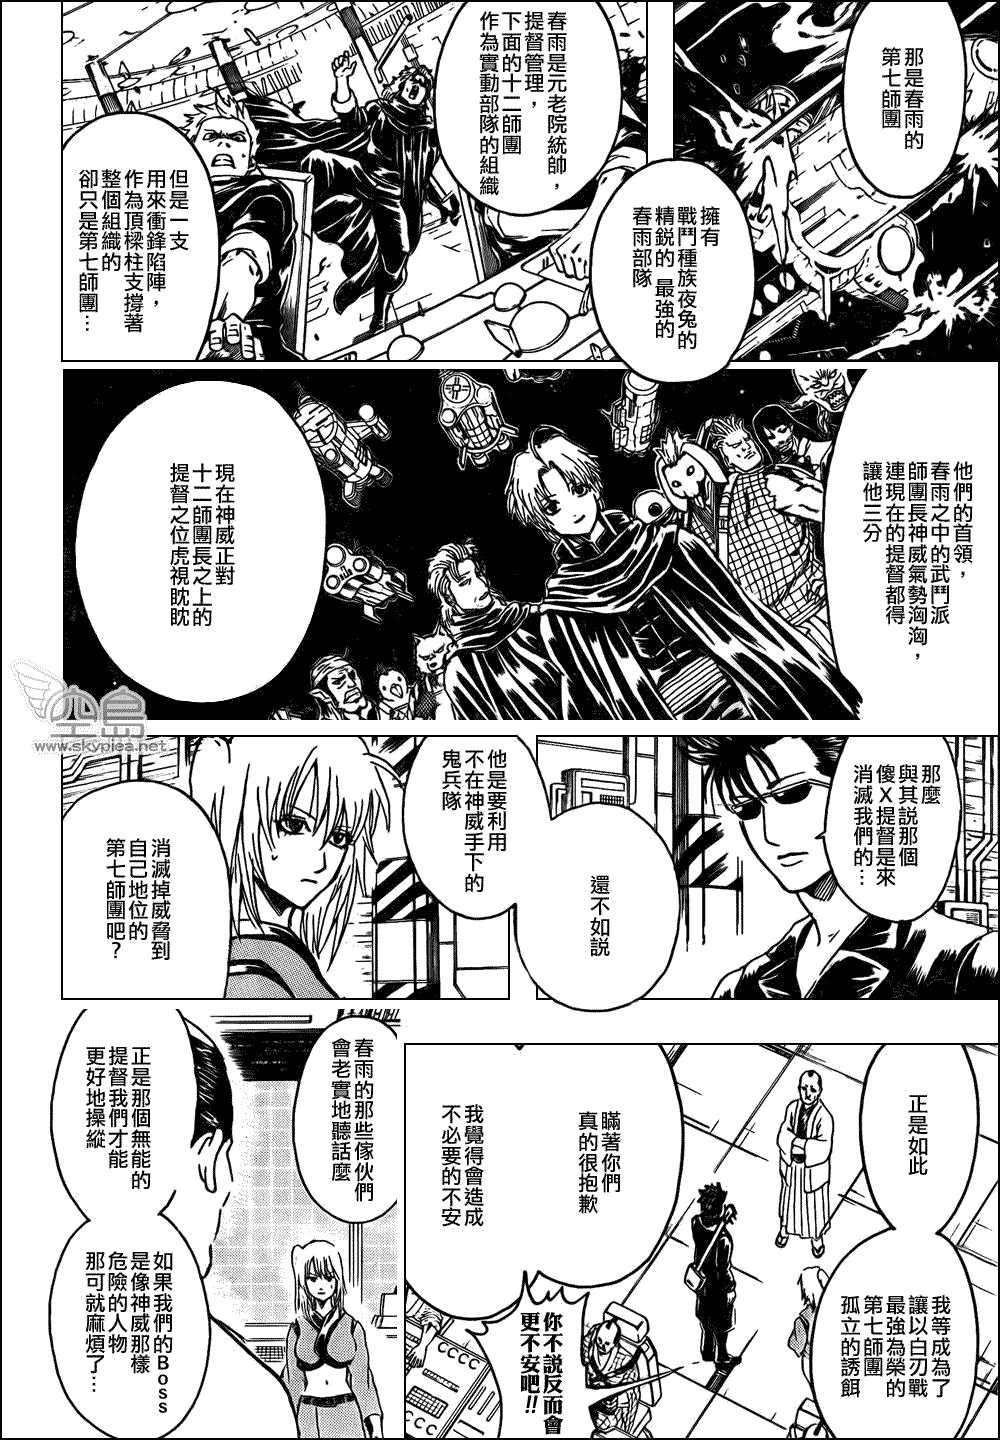 那是春雨的
第七師團
擁有
戰鬥種族夜兔的
精銳的 最強的
春雨部隊
春雨是元老院統帥，
提督管理，
下面的十二師團
作為實動部隊的組織
但是一支
用來衝鋒陷陣，
作為頂樑柱支撐著
整個組織的
卻只是第七師團…
他們的首領，
春雨之中的武鬥派
師團長神威氣勢洶洶，
連現在的提督都得
讓他三分
現在神威正對
十二師團長之上的
提督之位虎視眈眈
那麼
與其說那個
傻X提督是來
消滅我們的…
還不如說
他是要利用
不在神威手下的
鬼兵隊
消滅掉威脅到
自己地位的
第七師團吧？
正是如此
我等成為了
讓以白刃戰
最強為榮的
第七師團
孤立的誘餌
瞞著你們
真的很抱歉
我覺得會造成
不必要的不安
你不說反而會
更不安吧!!
春雨的那些傢伙們
會老實地聽話麼
正是那個無能的
提督我們才能
更好地操縱
如果我們的Boss
是像神威那樣
危險的人物
那可就麻煩了…
空島
www.skypiea.net